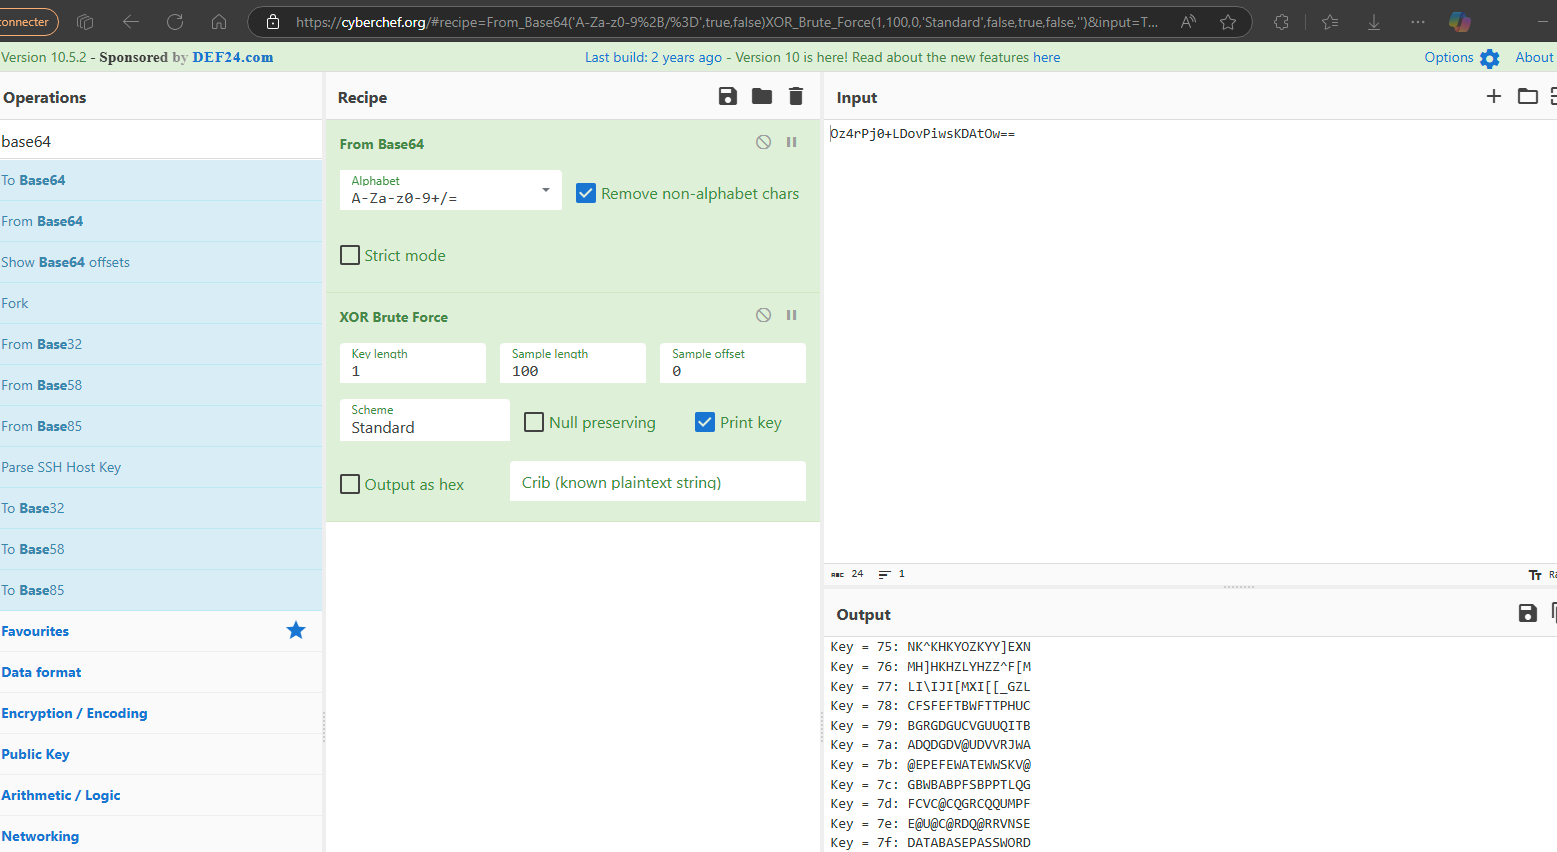 onnecter
https://cyberchef.org/#recipe=From_Base64('A-Za-z0-9%2B/%3D',true,false)XOR_Brute_Force(1,100,0,'Standard',false,true,false,'')&input=T...
Version 10.5.2 - Sponsored by DEF24.com
Last build: 2 years ago - Version 10 is here! Read about the new features here
Options
About
Operations
base64
To Base64
From Base64
Show Base64 offsets
Fork
From Base32
From Base58
From Base85
Parse SSH Host Key
To Base32
To Base58
To Base85
Favourites
Data format
Encryption / Encoding
Public Key
Arithmetic / Logic
Networking
Recipe
From Base64
Alphabet
A-Za-z0-9+/=
Remove non-alphabet chars
Strict mode
XOR Brute Force
Key length
1
Sample length
100
Sample offset
0
Scheme
Standard
Null preserving
Print key
Output as hex
Crib (known plaintext string)
Input
Oz4rPj0+LDovPiwsKDAtOw==
ABC 24
1
Tт Ra
Output
Key = 75: NK^KHKYOZKYY]EXN
Key = 76: MH]HKHZLYHZZ^F[M
Key = 77: LI\IJI[MXI[[_GZL
Key = 78: CFSFEFTBWFTTPHUC
Key = 79: BGRGDGUCVGUUQITB
Key = 7a: ADQDGDV@UDVVRJWA
Key = 7b: @EPEFEWATEWWSKV@
Key = 7c: GBWBABPFSBPPTLQG
Key = 7d: FCVC@CQGRCQQUMPF
Key = 7e: E@U@C@RDQ@RRVNSE
Key = 7f: DATABASEPASSWORD